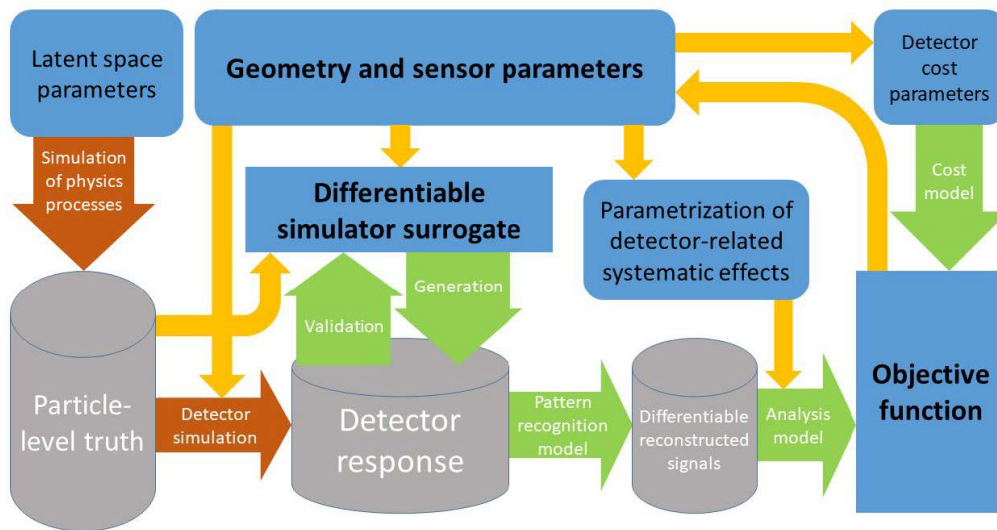 Latent space
parameters
Geometry and sensor parameters
Detector
cost
parameters
Simulation
of physics
processes
Differentiable
simulator surrogate
Parametrization of
detector-related
systematic effects
Cost
model
Validation
Generation
Particle-
level truth
Detector
simulation
Detector
response
Pattern
recognition
model
Differentiable
reconstructed
signals
Analysis
model
Objective
function